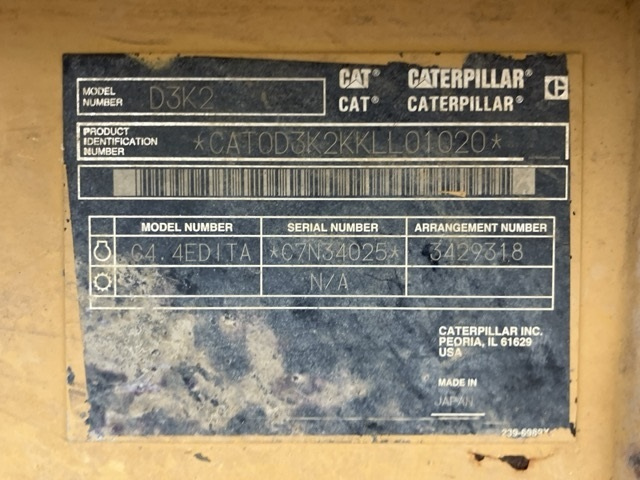 MODEL NUMBER D3K2
CAT® CATERPILLAR®
CAT® CATERPILLAR®
PRODUCT IDENTIFICATION NUMBER *CAT0D3K2KKLL01020*
MODEL NUMBER SERIAL NUMBER ARRANGEMENT NUMBER
C4.4EDITA *C7N34025* 3429318
N/A
CATERPILLAR INC.
PEORIA, IL 61629
USA
MADE IN
JAPAN